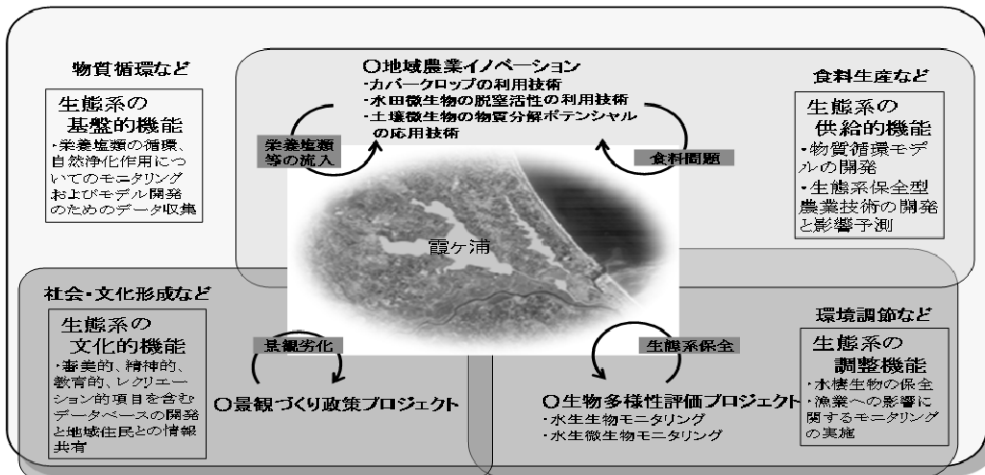 物質循環など
生態系の
基盤的機能
・栄養塩類の循環、
自然浄化作用につ
いてのモニタリング
およびモデル開発
のためのデータ収集
〇地域農業イノベーション
・カバークロップの利用技術
・水田微生物の脱窒活性の利用技術
・土壌微生物の物質分解ポテンシャル
の応用技術
栄養塩類
等の流入
食料問題
食料生産など
生態系の
供給的機能
・物質循環モデ
ルの開発
・生態系保全型
農業技術の開発
と影響予測
霞ヶ浦
社会・文化形成など
生態系の
文化的機能
・審美的、精神的、
教育的、レクリエー
ション的項目を含む
データベースの開発
と地域住民との情報
共有
景観劣化
〇景観づくり政策プロジェクト
生態系保全
〇生物多様性評価プロジェクト
・水生生物モニタリング
・水生微生物モニタリング
環境調節など
生態系の
調整機能
・水棲生物の保全
・漁業への影響に
関するモニタリング
の実施